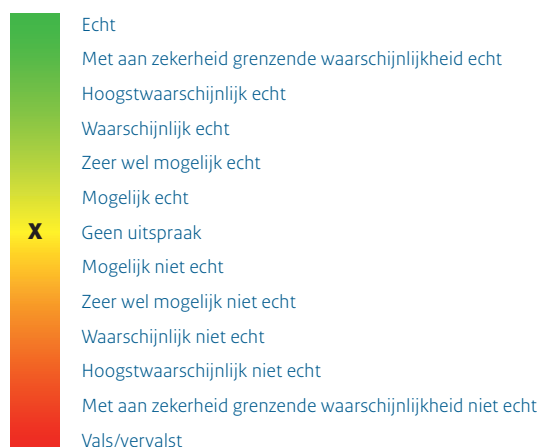 Echt
Met aan zekerheid grenzende waarschijnlijkheid echt
Hoogstwaarschijnlijk echt
Waarschijnlijk echt
Zeer wel mogelijk echt
Mogelijk echt
X Geen uitspraak
Mogelijk niet echt
Zeer wel mogelijk niet echt
Waarschijnlijk niet echt
Hoogstwaarschijnlijk niet echt
Met aan zekerheid grenzende waarschijnlijkheid niet echt
Vals/vervalst